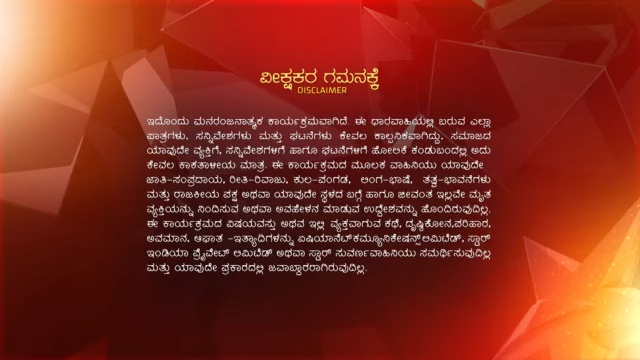 ವೀಕ್ಷಕರ ಗಮನಕ್ಕೆ
DISCLAIMER
ಇದೊಂದು ಮನರಂಜನಾತ್ಮಕ ಕಾರ್ಯಕ್ರಮವಾಗಿದೆ. ಈ ಧಾರವಾಹಿಯಲ್ಲಿ ಬರುವ ಎಲ್ಲಾ
ಪಾತ್ರಗಳು, ಸನ್ನಿವೇಶಗಳು ಮತ್ತು ಘಟನೆಗಳು ಕೇವಲ ಕಾಲ್ಪನಿಕವಾಗಿದ್ದು, ಸಮಾಜದ
ಯಾವುದೇ ವ್ಯಕ್ತಿಗೆ, ಸನ್ನಿವೇಶಗಳಿಗೆ ಹಾಗೂ ಘಟನೆಗಳಿಗೆ ಹೋಲಿಕೆ ಕಂಡುಬಂದಲ್ಲಿ ಅದು
ಕೇವಲ ಕಾಕತಾಳೀಯ ಮಾತ್ರ. ಈ ಕಾರ್ಯಕ್ರಮದ ಮೂಲಕ ವಾಹಿನಿಯು ಯಾವುದೇ
ಜಾತಿ-ಸಂಪ್ರದಾಯ, ರೀತಿ-ರಿವಾಜು, ಕುಲ-ಪಂಗಡ, ಲಿಂಗ-ಭಾಷೆ, ತತ್ವ-ಭಾವನೆಗಳು
ಮತ್ತು ರಾಜಕೀಯ ಪಕ್ಷ ಅಥವಾ ಯಾವುದೇ ಸ್ಥಳದ ಬಗ್ಗೆ ಹಾಗೂ ಜೀವಂತ ಇಲ್ಲವೇ ಮೃತ
ವ್ಯಕ್ತಿಯನ್ನು ನಿಂದಿಸುವ ಅಥವಾ ಅವಹೇಳನ ಮಾಡುವ ಉದ್ದೇಶವನ್ನು ಹೊಂದಿರುವುದಿಲ್ಲ.
ಈ ಕಾರ್ಯಕ್ರಮದ ವಿಷಯವಸ್ತು ಅಥವ ಇಲ್ಲಿ ವ್ಯಕ್ತವಾಗುವ ಕಥೆ, ದೃಷ್ಟಿಕೋನ,ಪರಿಹಾರ,
ಅವಮಾನ, ಆಘಾತ -ಇತ್ಯಾದಿಗಳನ್ನು ಏಷಿಯಾನೆಟ್ ಕಮ್ಯೂನಿಕೇಷನ್ಸ್ ಲಿಮಿಟೆಡ್, ಸ್ಟಾರ್
ಇಂಡಿಯಾ ಪ್ರೈವೇಟ್ ಲಿಮಿಟೆಡ್ ಅಥವಾ ಸ್ಟಾರ್ ಸುವರ್ಣವಾಹಿನಿಯು ಸಮರ್ಥಿಸುವುದಿಲ್ಲ
ಮತ್ತು ಯಾವುದೇ ಪ್ರಕಾರದಲ್ಲಿ ಜವಾಬ್ದಾರರಾಗಿರುವುದಿಲ್ಲ.